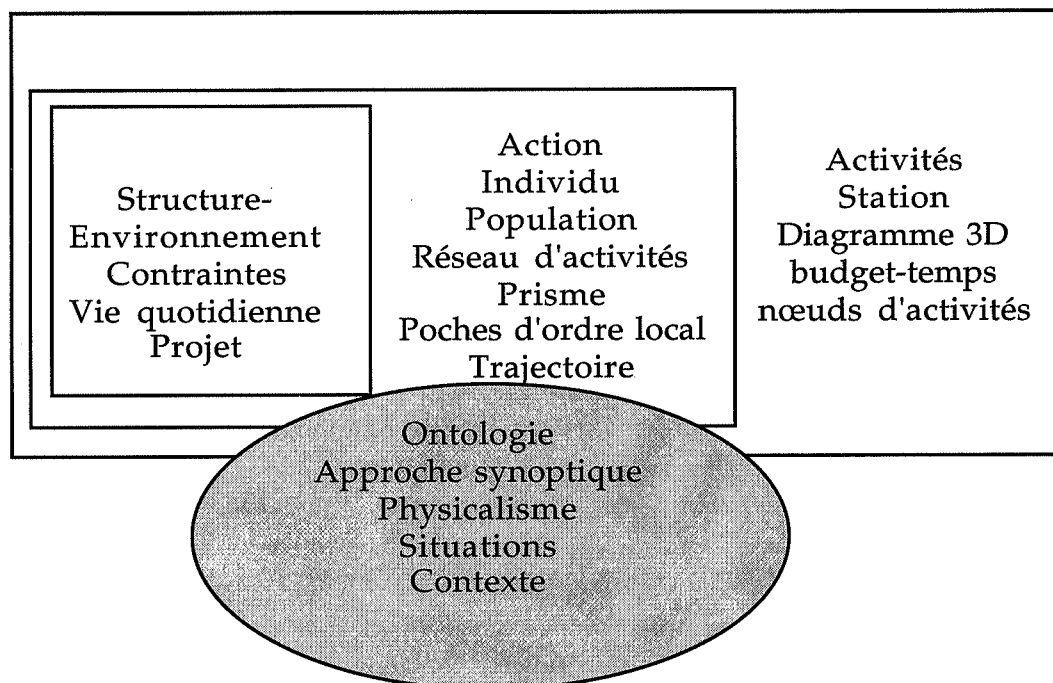 Structure-
Environnement
Contraintes
Vie quotidienne
Projet
Action
Individu
Population
Réseau d'activités
Prisme
Poches d'ordre local
Trajectoire
Activités
Station
Diagramme 3D
budget-temps
nœuds d'activités
Ontologie
Approche synoptique
Physicalisme
Situations
Contexte